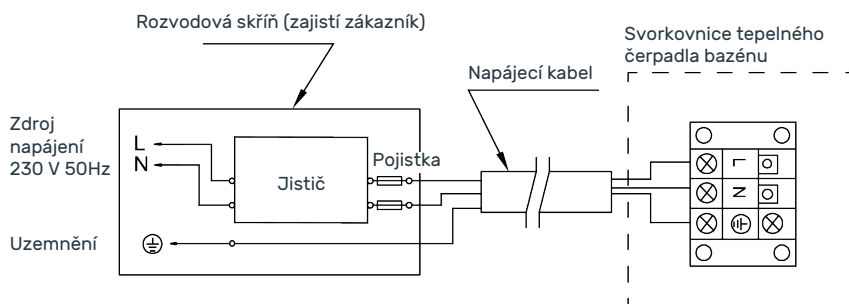 Rozvodová skříň (zajistí zákazník)
Svorkovnice tepelného
čerpadla bazénu
Napájecí kabel
Zdroj
napájení
230 V 50Hz
L
N
Jistič
Pojistka
L
N
Uzemnění